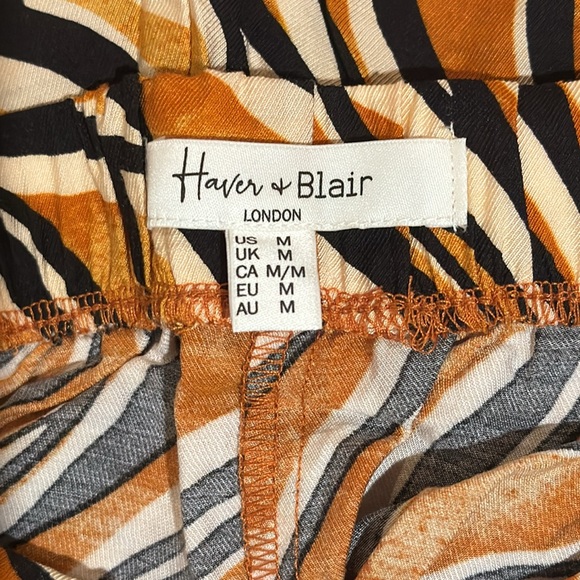 Haver & Blair
LONDON
US M
UK M
CA M/M
EU M
AU M